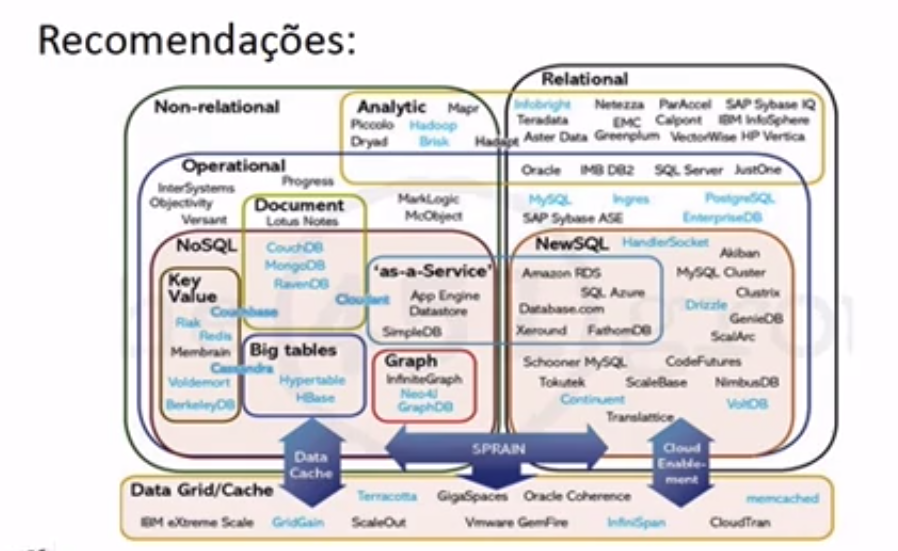 Recomendações:
Relational
Non-relational
Analytic Mapr
Piccolo Hadoop
Dryad Brisk Hadapt
Infobright Netezza ParAccel SAP Sybase IQ
Teradata EMC Calpont IBM InfoSphere
Aster Data Greenplum VectorWise HP Vertica
Operational
Oracle IMB DB2 SQL Server JustOne
InterSystems Progress
Objectivity
Versant
Document
Lotus Notes
MarkLogic
McObject
MySQL Ingres PostgreSQL
SAP Sybase ASE EnterpriseDB
NoSQL
CouchDB
MongoDB
RavenDB
Key
Value
Couchbase
Riak
Redis
Membrain
Cassandra
Voldemort
BerkeleyDB
Big tables
Hypertable
HBase
'as-a-Service'
Cloudant
App Engine
Datastore
SimpleDB
Graph
InfiniteGraph
Neo4J
GraphDB
NewSQL HandlerSocket
Amazon RDS
SQL Azure
Database.com
Xeround FathomDB
Akiban
MySQL Cluster
Clustrix
Drizzle
GenieDB
ScalArc
Schooner MySQL CodeFutures
Tokutek ScaleBase NimbusDB
Continuent VoltDB
Translattice
Data
Cache
SPRAIN
Cloud
Enable-
ment
Data Grid/Cache
Terracotta GigaSpaces Oracle Coherence memcached
IBM eXtreme Scale GridGain ScaleOut Vmware GemFire InfiniSpan CloudTran